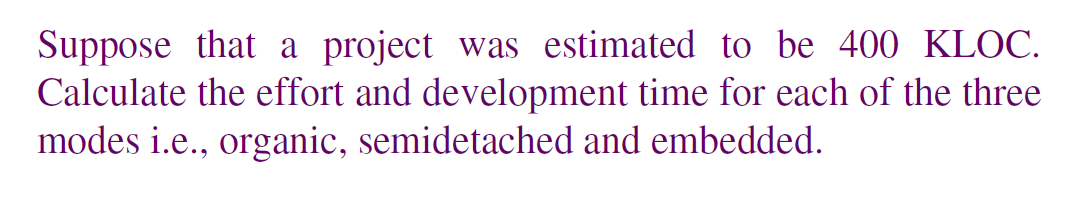 Suppose that a project was estimated to be 400 KLOC.
Calculate the effort and development time for each of the three
modes i.e., organic, semidetached and embedded.